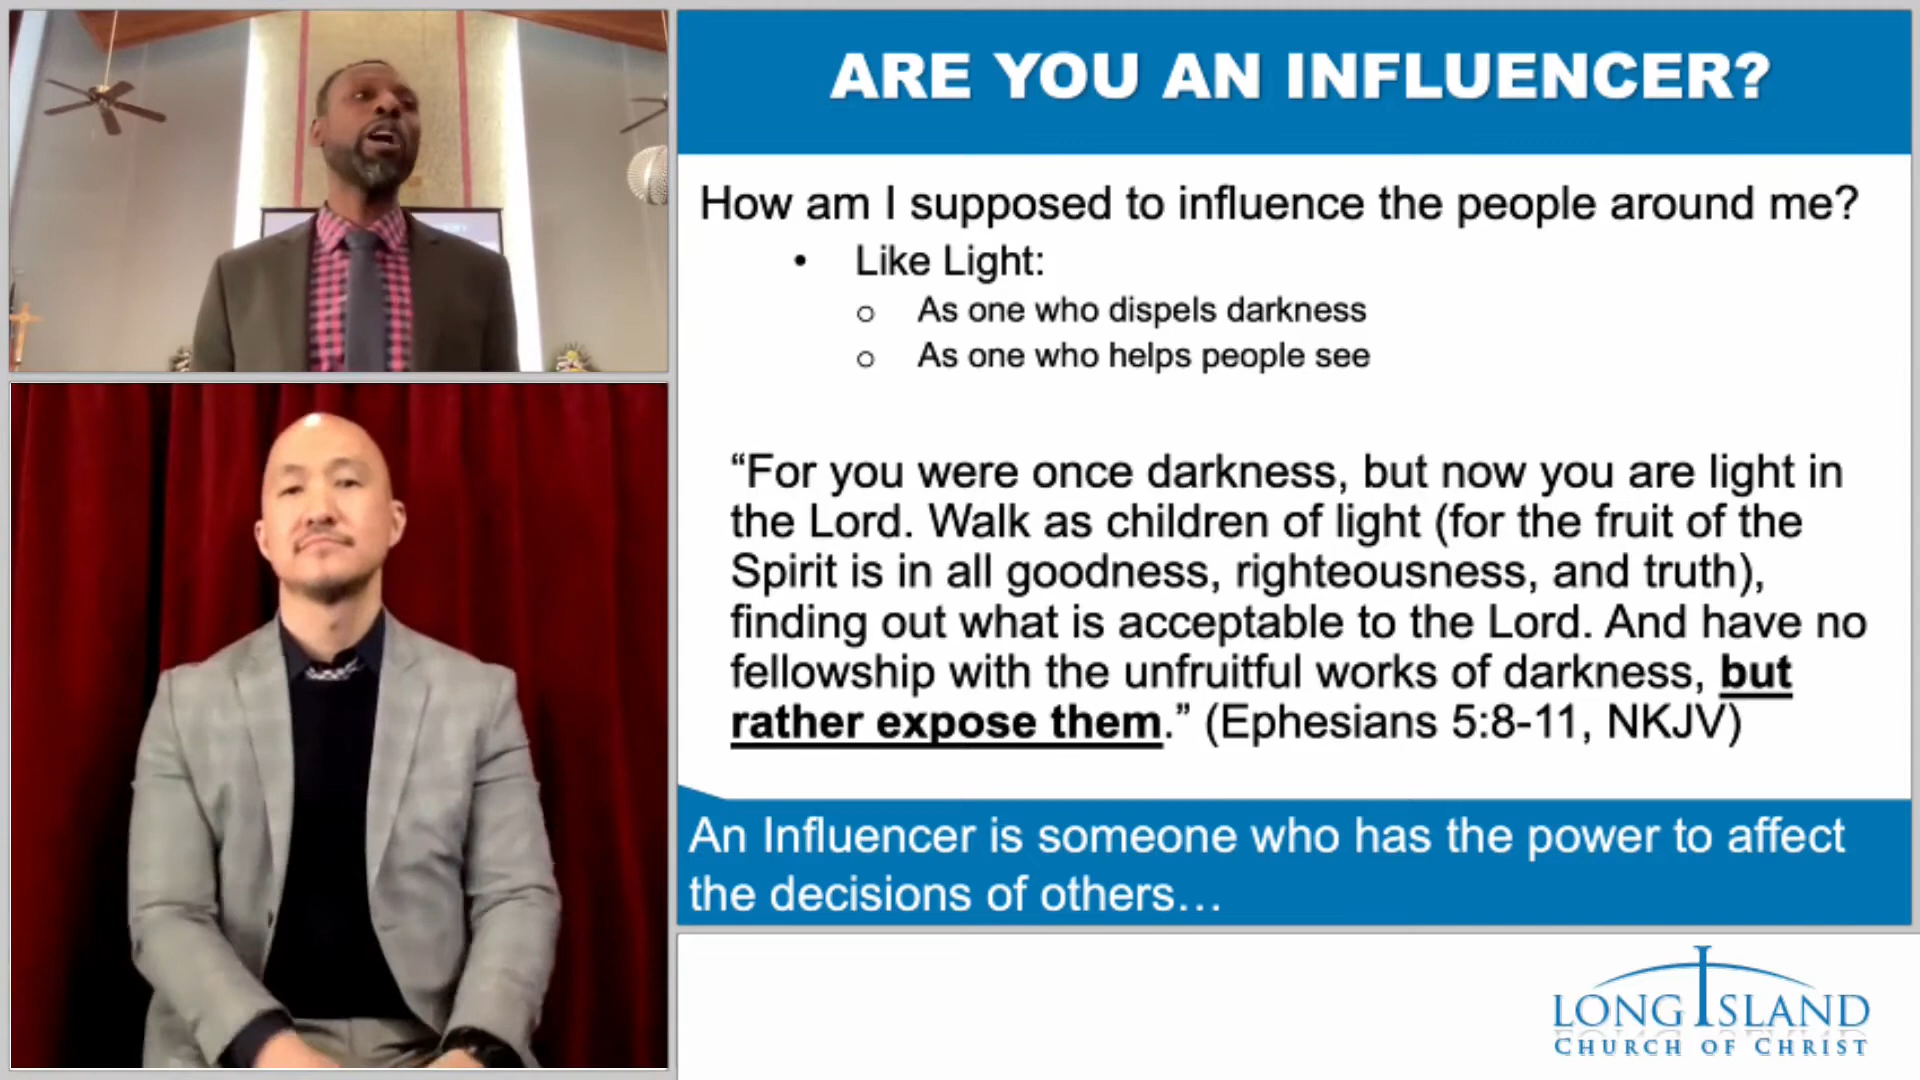 ARE YOU AN INFLUENCER?
How am I supposed to influence the people around me?
• Like Light:
o As one who dispels darkness
o As one who helps people see
“For you were once darkness, but now you are light in
the Lord. Walk as children of light (for the fruit of the
Spirit is in all goodness, righteousness, and truth),
finding out what is acceptable to the Lord. And have no
fellowship with the unfruitful works of darkness, but
rather expose them.” (Ephesians 5:8-11, NKJV)
An Influencer is someone who has the power to affect
the decisions of others…
LONG ISLAND
CHURCH OF CHRIST